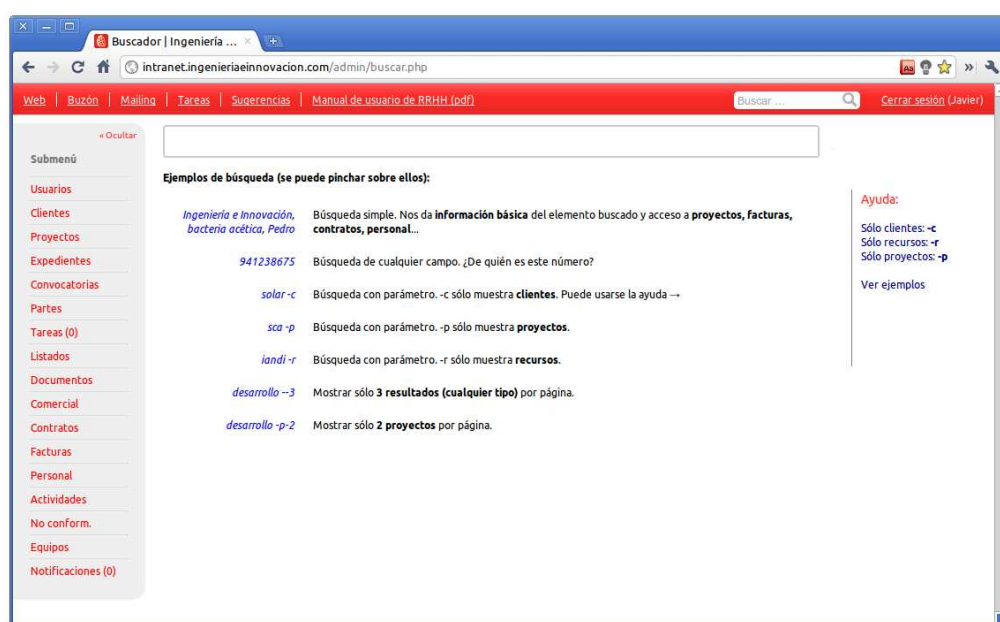 Buscador | Ingeniería ...
intranet.ingenieriaeinnovacion.com/admin/buscar.php
Web | Buzón | Mailing | Tareas | Sugerencias | Manual de usuario de RRHH (pdf)
Buscar ...
Cerrar sesión (Javier)
« Ocultar
Submenú
Usuarios
Clientes
Proyectos
Expedientes
Convocatorias
Partes
Tareas (0)
Listados
Documentos
Comercial
Contratos
Facturas
Personal
Actividades
No conform.
Equipos
Notificaciones (0)
Ejemplos de búsqueda (se puede pinchar sobre ellos):
Ingeniería e Innovación,
bacteria acética, Pedro
Búsqueda simple. Nos da información básica del elemento buscado y acceso a proyectos, facturas,
contratos, personal...
941238675
Búsqueda de cualquier campo. ¿De quién es este número?
solar -c
Búsqueda con parámetro. -c sólo muestra clientes. Puede usarse la ayuda →
sca -p
Búsqueda con parámetro. -p sólo muestra proyectos.
iandi -r
Búsqueda con parámetro. -r sólo muestra recursos.
desarrollo --3
Mostrar sólo 3 resultados (cualquier tipo) por página.
desarrollo -p-2
Mostrar sólo 2 proyectos por página.
Ayuda:
Sólo clientes: -c
Sólo recursos: -r
Sólo proyectos: -p
Ver ejemplos